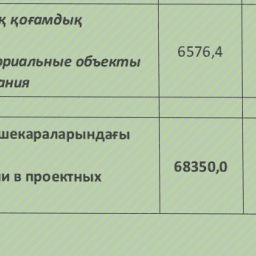 қ қоғамдық
ориальные объекты
ания
6576,4
шекараларындағы
и в проектных
68350,0